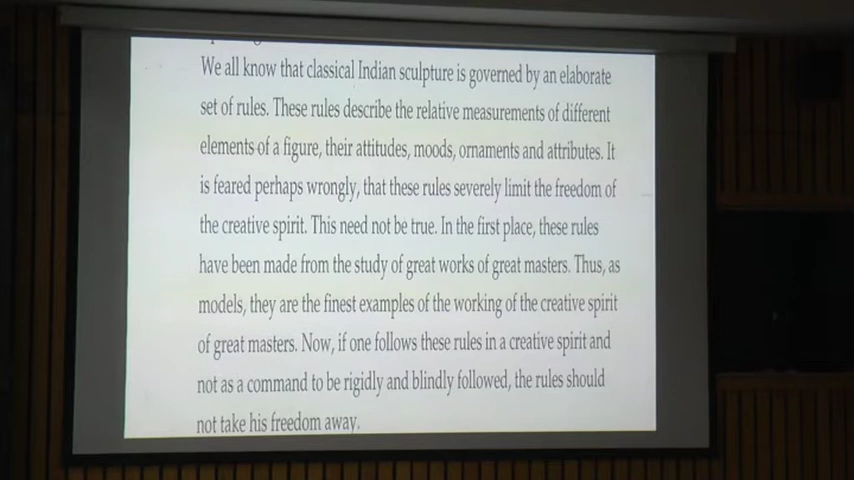 We all know that classical Indian sculpture is governed by an elaborate
set of rules. These rules describe the relative measurements of different
elements of a figure, their attitudes, moods, ornaments and attributes. It
is feared perhaps wrongly, that these rules severely limit the freedom of
the creative spirit. This need not be true. In the first place, these rules
have been made from the study of great works of great masters. Thus, as
models, they are the finest examples of the working of the creative spirit
of great masters. Now, if one follows these rules in a creative spirit and
not as a command to be rigidly and blindly followed, the rules should
not take his freedom away.